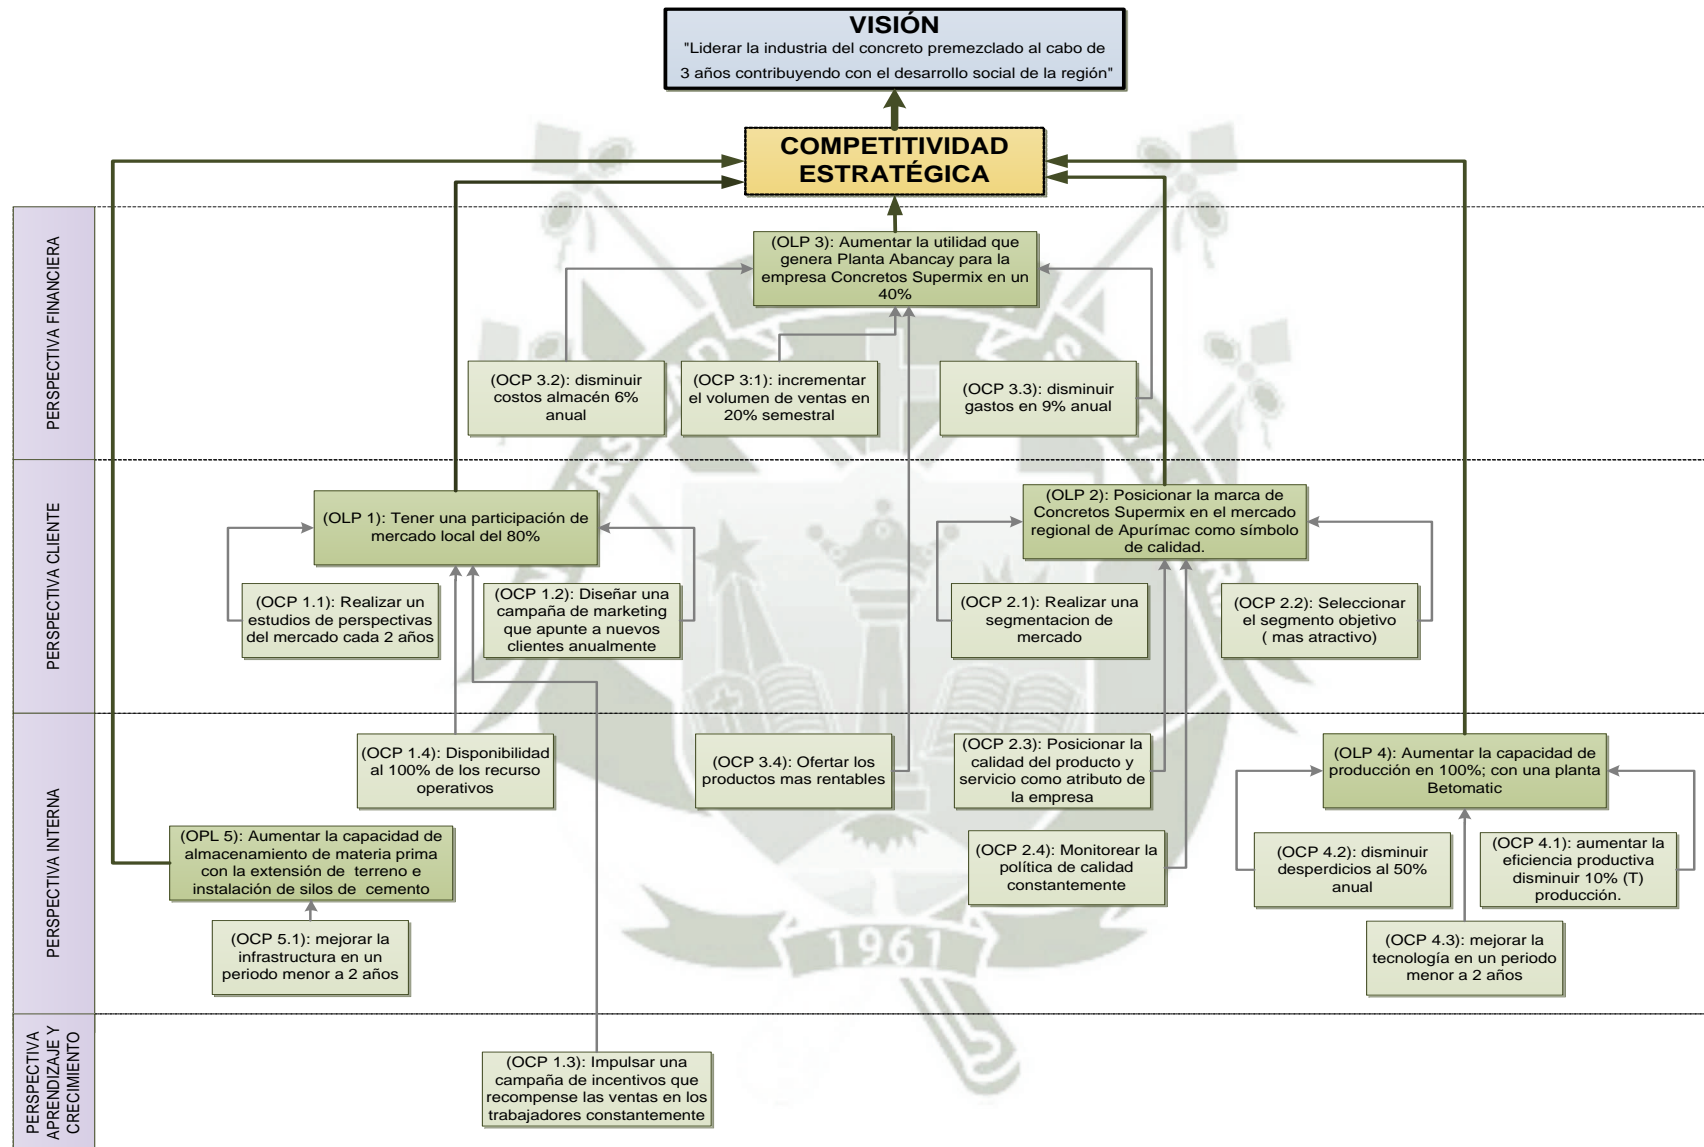 VISIÓN
"Liderar la industria del concreto premezclado al cabo de
3 años contribuyendo con el desarrollo social de la región"
COMPETITIVIDAD
ESTRATÉGICA
PERSPECTIVA FINANCIERA
(OLP 3): Aumentar la utilidad que
genera Planta Abancay para la
empresa Concretos Supermix en un
40%
(OCP 3.2): disminuir
costos almacén 6%
anual
(OCP 3:1): incrementar
el volumen de ventas en
20% semestral
(OCP 3.3): disminuir
gastos en 9% anual
PERSPECTIVA CLIENTE
(OLP 1): Tener una participación de
mercado local del 80%
(OLP 2): Posicionar la marca de
Concretos Supermix en el mercado
regional de Apurímac como símbolo
de calidad.
(OCP 1.1): Realizar un
estudios de perspectivas
del mercado cada 2 años
(OCP 1.2): Diseñar una
campaña de marketing
que apunte a nuevos
clientes anualmente
(OCP 2.1): Realizar una
segmentacion de
mercado
(OCP 2.2): Seleccionar
el segmento objetivo
( mas atractivo)
PERSPECTIVA INTERNA
(OCP 1.4): Disponibilidad
al 100% de los recurso
operativos
(OCP 3.4): Ofertar los
productos mas rentables
(OCP 2.3): Posicionar la
calidad del producto y
servicio como atributo de
la empresa
(OLP 4): Aumentar la capacidad de
producción en 100%; con una planta
Betomatic
(OPL 5): Aumentar la capacidad de
almacenamiento de materia prima
con la extensión de terreno e
instalación de silos de cemento
(OCP 2.4): Monitorear la
política de calidad
constantemente
(OCP 4.2): disminuir
desperdicios al 50%
anual
(OCP 4.1): aumentar la
eficiencia productiva
disminuir 10% (T)
producción.
(OCP 5.1): mejorar la
infrastructura en un
periodo menor a 2 años
(OCP 4.3): mejorar la
tecnología en un periodo
menor a 2 años
1961
PERSPECTIVA
APRENDIZAJE Y
CRECIMIENTO
(OCP 1.3): Impulsar una
campaña de incentivos que
recompense las ventas en los
trabajadores constantemente